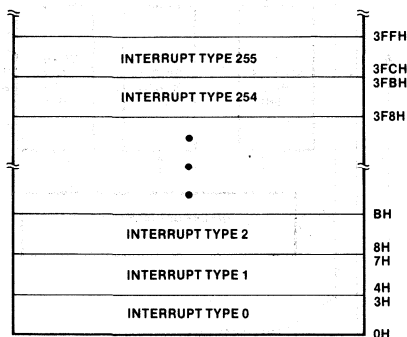 3FFH
INTERRUPT TYPE 255
3FCH
3FBH
INTERRUPT TYPE 254
3F8H
BH
INTERRUPT TYPE 2
8H
7H
INTERRUPT TYPE 1
4H
3H
INTERRUPT TYPE 0
0H